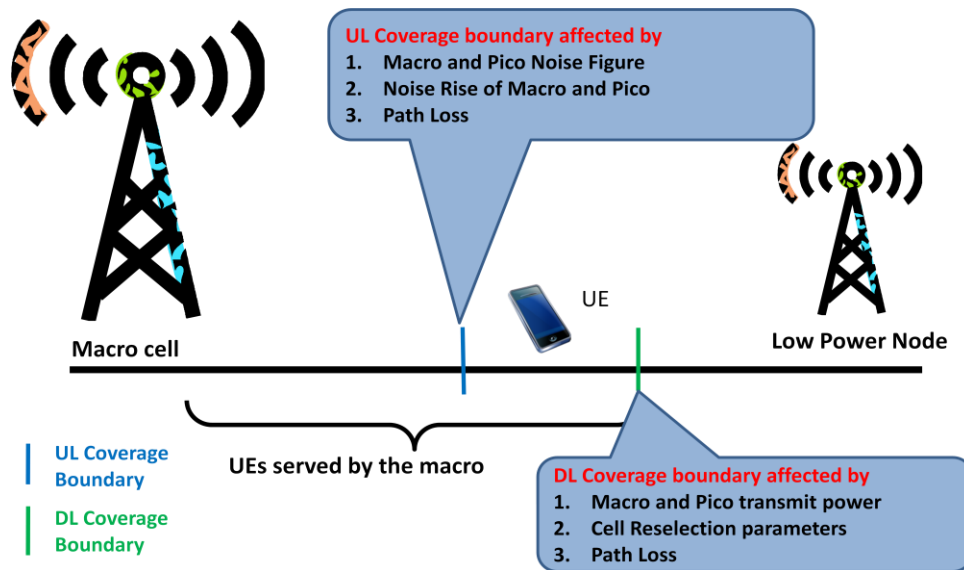 UL Coverage boundary affected by
1. Macro and Pico Noise Figure
2. Noise Rise of Macro and Pico
3. Path Loss
UE
Macro cell
Low Power Node
UEs served by the macro
UL Coverage
Boundary
DL Coverage
Boundary
DL Coverage boundary affected by
1. Macro and Pico transmit power
2. Cell Reselection parameters
3. Path Loss